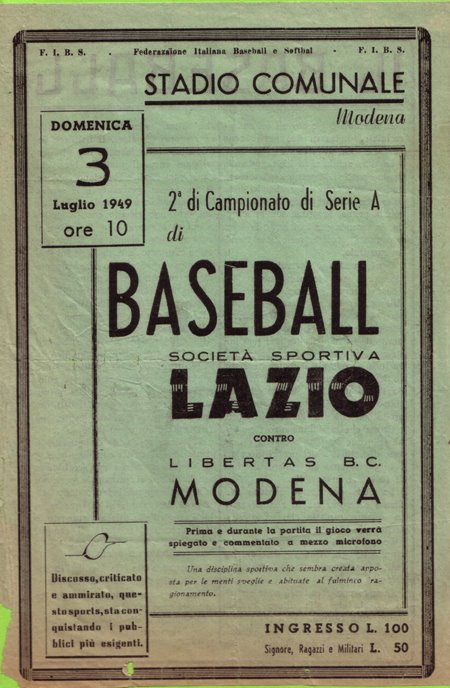 F. I. B. S. - Federazione Italiana Baseball e Softbal - F. I. B. S.
STADIO COMUNALE
Modena
DOMENICA
3
Luglio 1949
ore 10
2ª di Campionato di Serie A
di
BASEBALL
SOCIETÀ SPORTIVA
LAZIO
CONTRO
LIBERTAS B.C.
MODENA
Prima e durante la partita il gioco verrà
spiegato e commentato a mezzo microfono
Una disciplina sportiva che sembra creata appo-
sta per le menti sveglie e abituate al fulmineo ra-
gionamento.
Discusso, criticato
e ammirato, que-
sto sports, sta con-
quistando i pub-
blici più esigenti.
INGRESSO L. 100
Signore, Ragazzi e Militari L. 50